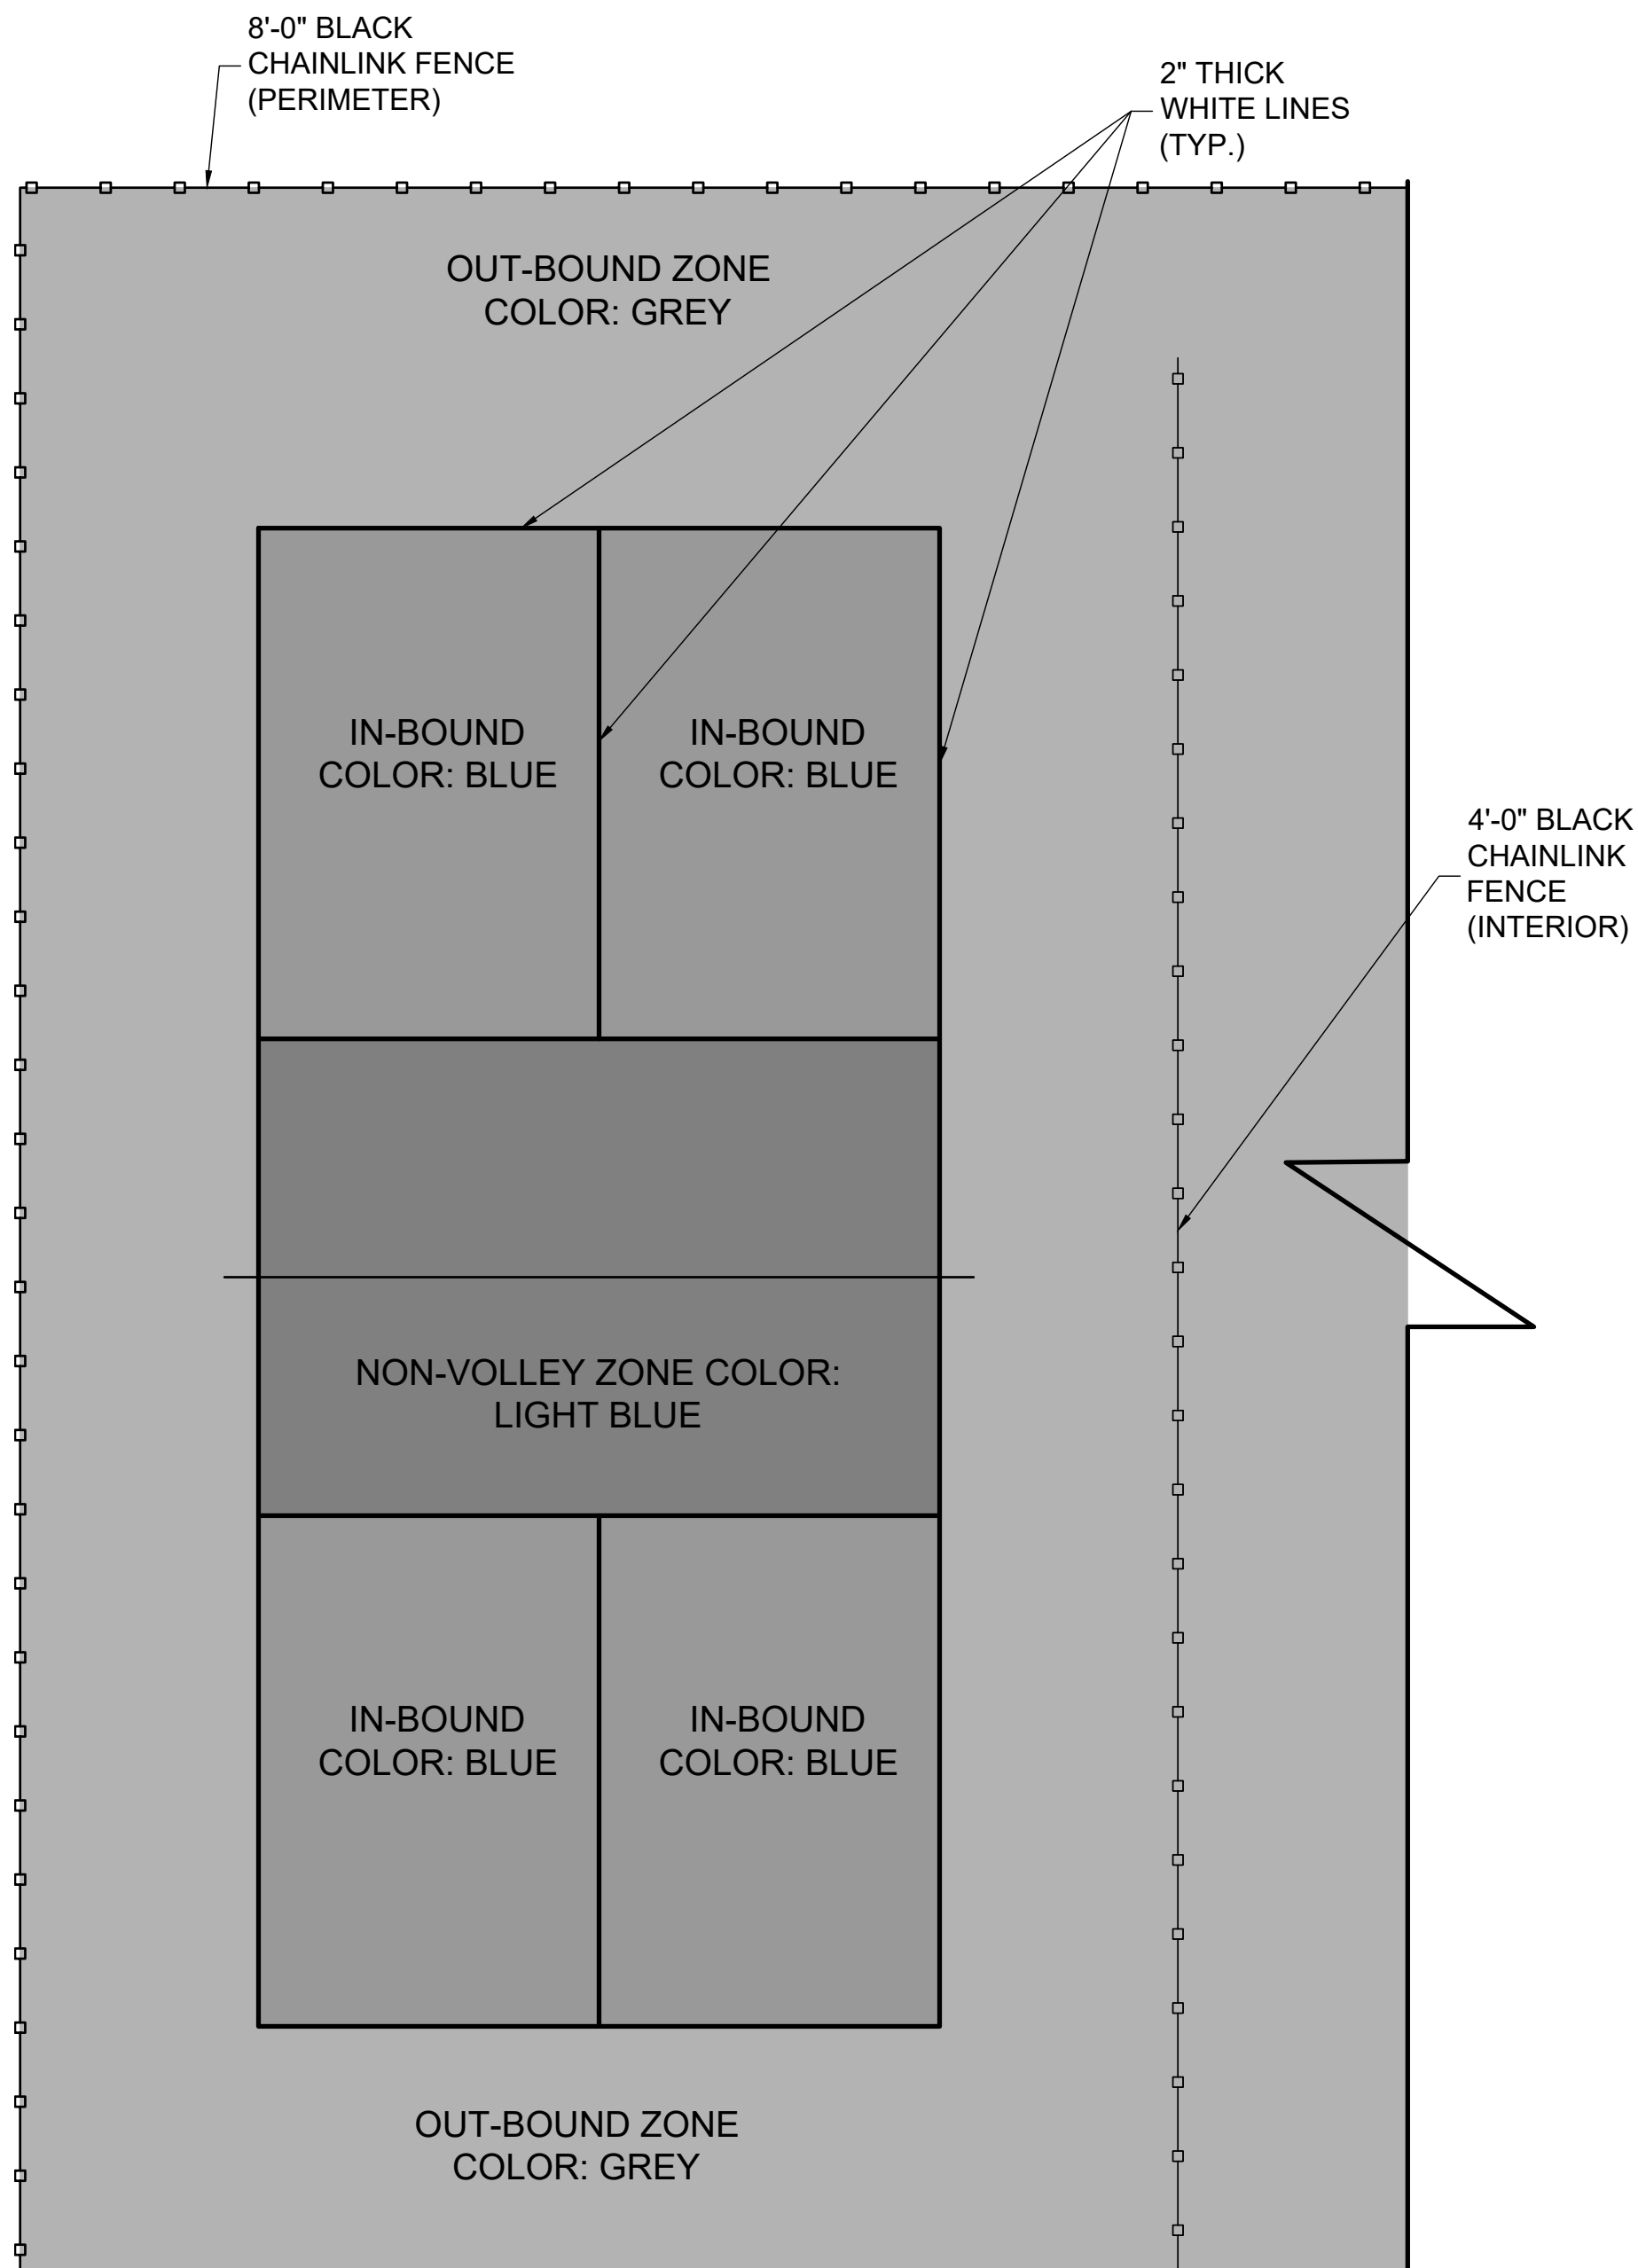 8'-0" BLACK
CHAINLINK FENCE
(PERIMETER)
2" THICK
WHITE LINES
(TYP.)
OUT-BOUND ZONE
COLOR: GREY
IN-BOUND
COLOR: BLUE
IN-BOUND
COLOR: BLUE
4'-0" BLACK
CHAINLINK
FENCE
(INTERIOR)
NON-VOLLEY ZONE COLOR:
LIGHT BLUE
IN-BOUND
COLOR: BLUE
IN-BOUND
COLOR: BLUE
OUT-BOUND ZONE
COLOR: GREY